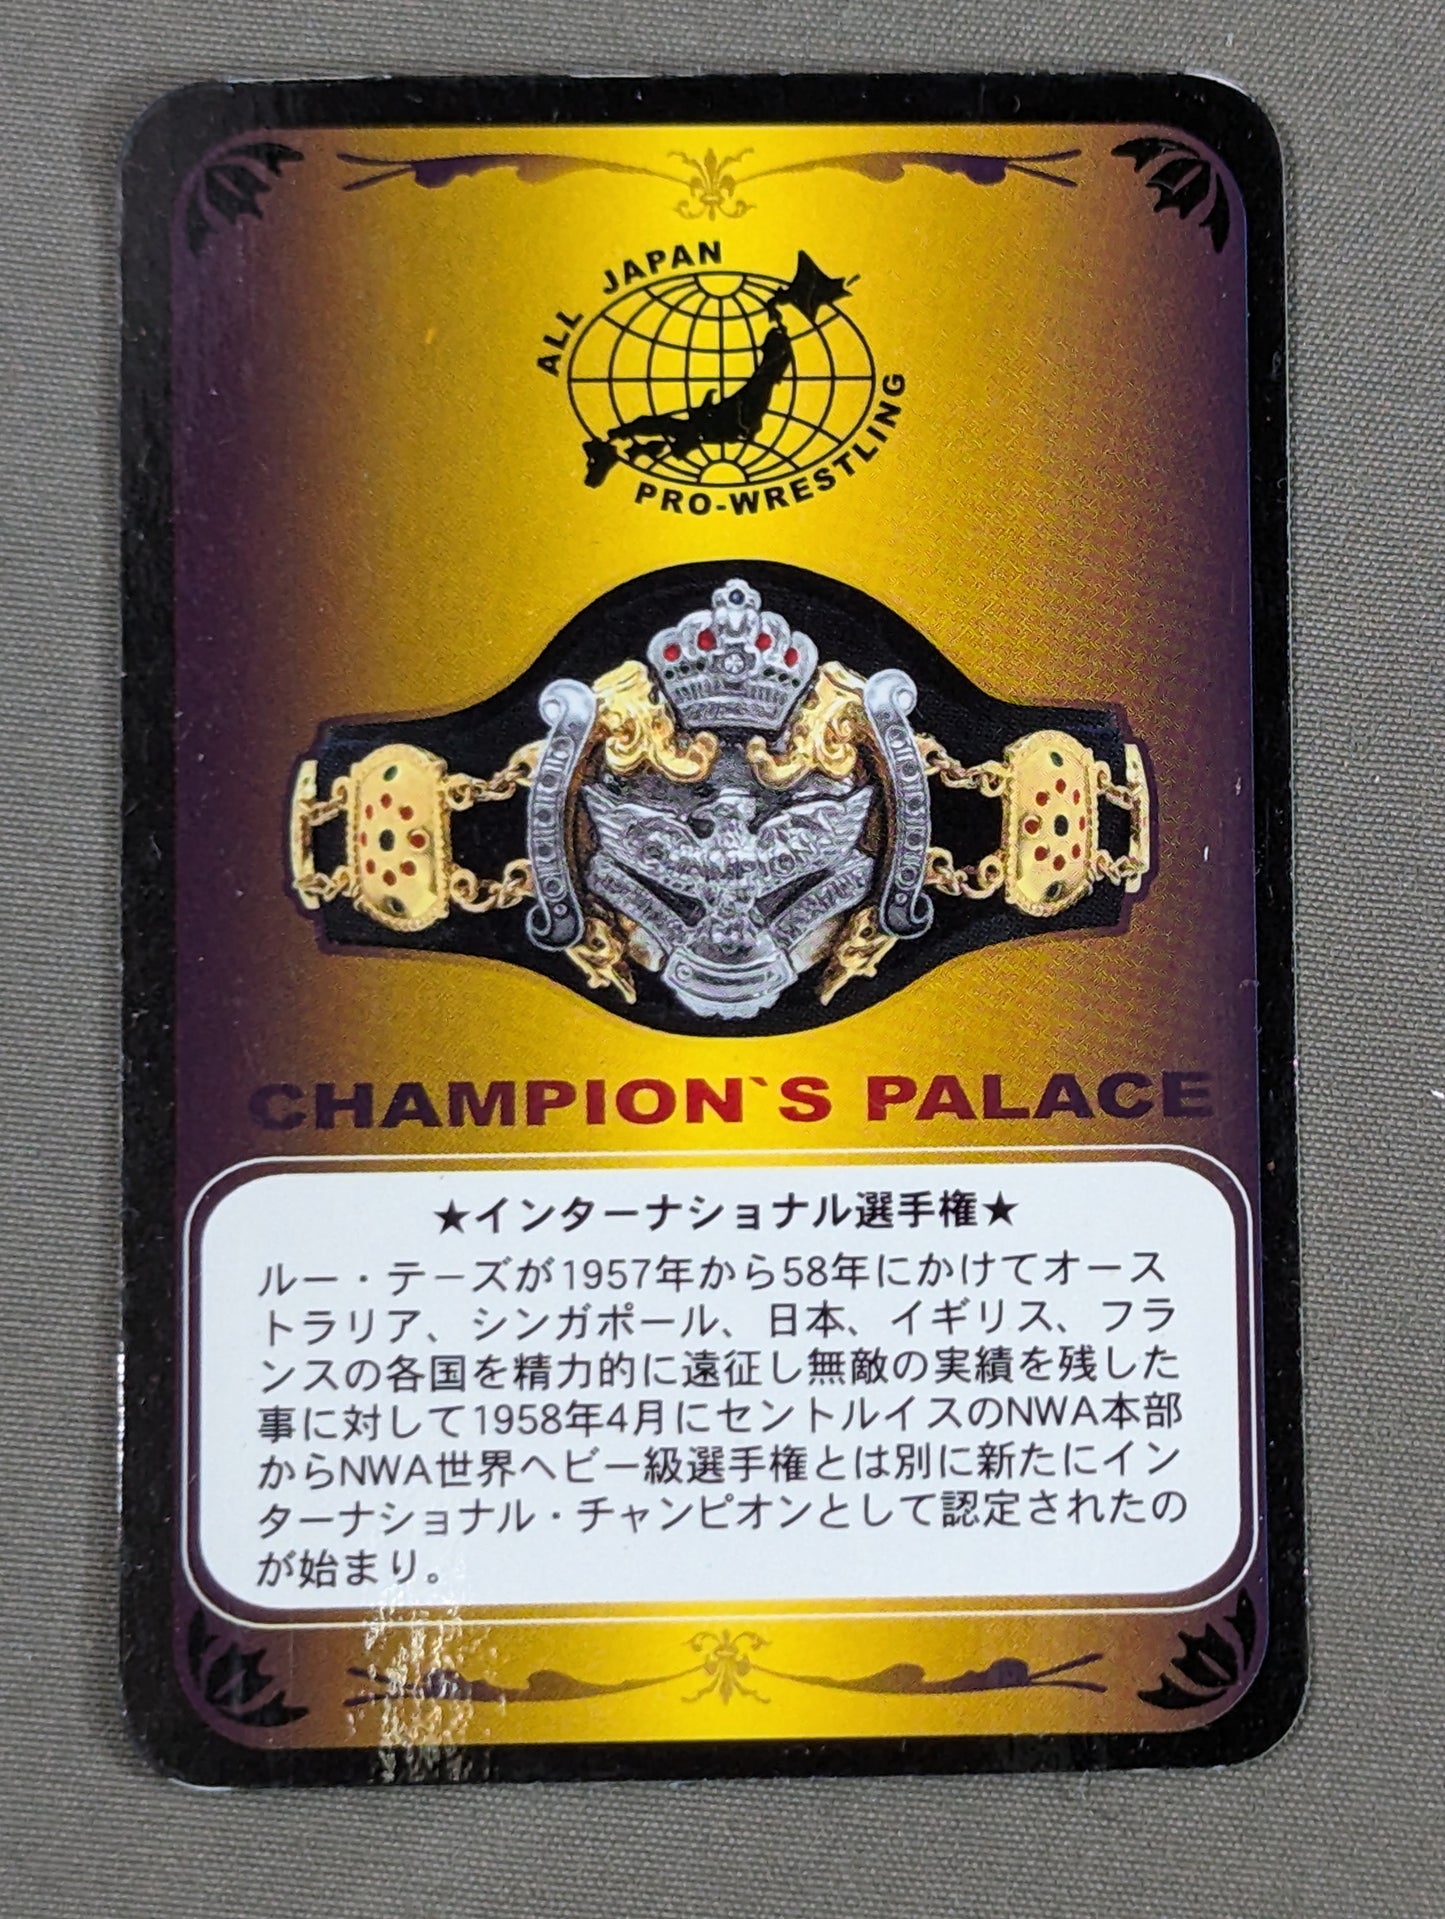 ALL JAPAN
PRO-WRESTLING
CHAMPION`S PALACE
★インターナショナル選手権★
ルー・テーズが1957年から58年にかけてオース
トラリア、シンガポール、日本、イギリス、フラ
ンスの各国を精力的に遠征し無敵の実績を残した
事に対して1958年4月にセントルイスのNWA本部
からNWA世界ヘビー級選手権とは別に新たにイン
ターナショナル・チャンピオンとして認定されたの
が始まり。